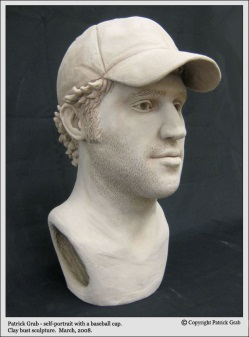 Patrick Grab - self-portrait with a baseball cap.
Clay bust sculpture. March, 2008.
© Copyright Patrick Grab